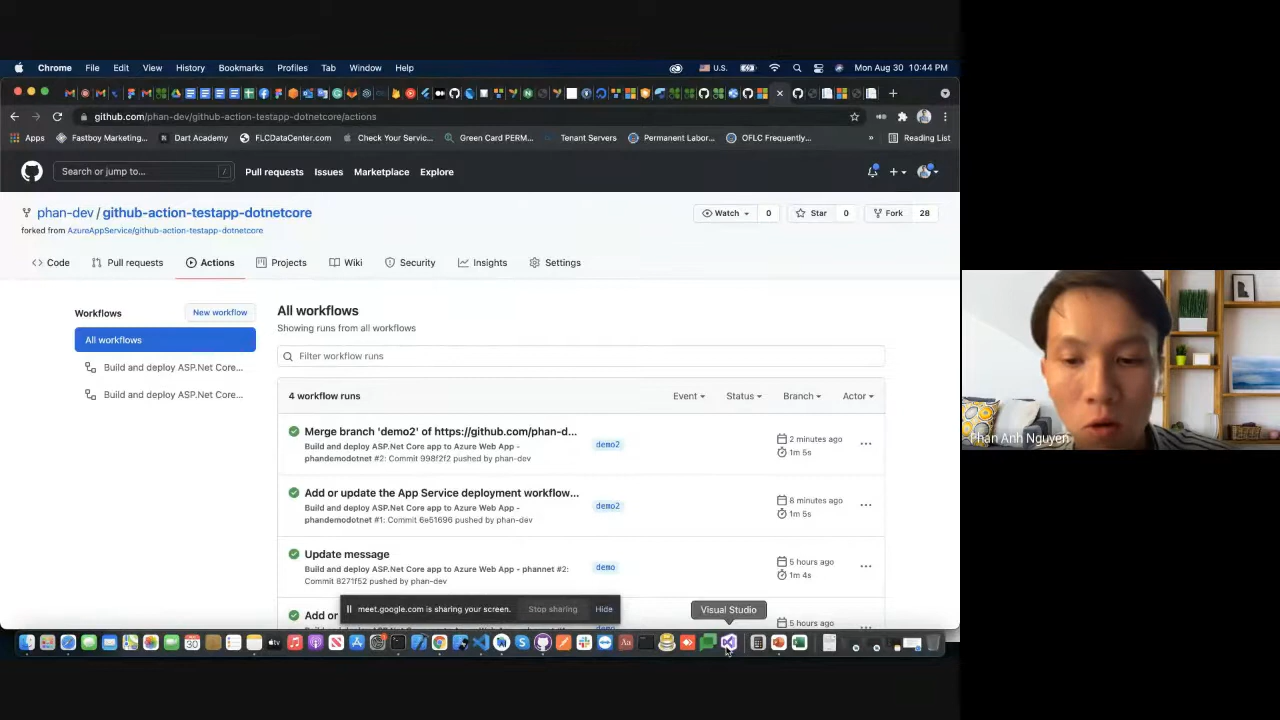 Chrome File Edit View History Bookmarks Profiles Tab Window Help U.S. Mon Aug 30 10:44 PM
github.com/phan-dev/github-action-testapp-dotnetcore/actions
Apps Fastboy Marketing... Dart Academy FLCDataCenter.com Check Your Servic... Green Card PERM... Tenant Servers Permanent Labor... OFLC Frequently... » Reading List
Search or jump to... / Pull requests Issues Marketplace Explore
phan-dev / github-action-testapp-dotnetcore Watch 0 Star 0 Fork 28
forked from AzureAppService/github-action-testapp-dotnetcore
Code Pull requests Actions Projects Wiki Security Insights Settings
Workflows New workflow
All workflows
Build and deploy ASP.Net Core...
Build and deploy ASP.Net Core...
All workflows
Showing runs from all workflows
Filter workflow runs
4 workflow runs Event Status Branch Actor
Merge branch 'demo2' of https://github.com/phan-d...
Build and deploy ASP.Net Core app to Azure Web App -
phandemodotnet #2: Commit 998f2f2 pushed by phan-dev
demo2
2 minutes ago
1m 5s
Add or update the App Service deployment workflow...
Build and deploy ASP.Net Core app to Azure Web App -
phandemodotnet #1: Commit 6e51696 pushed by phan-dev
demo2
8 minutes ago
1m 5s
Update message
Build and deploy ASP.Net Core app to Azure Web App - phannet #2:
Commit 8271f52 pushed by phan-dev
demo
5 hours ago
1m 4s
Add or
5 hours ago
meet.google.com is sharing your screen. Stop sharing Hide
Visual Studio
30
Phan Anh Nguyen